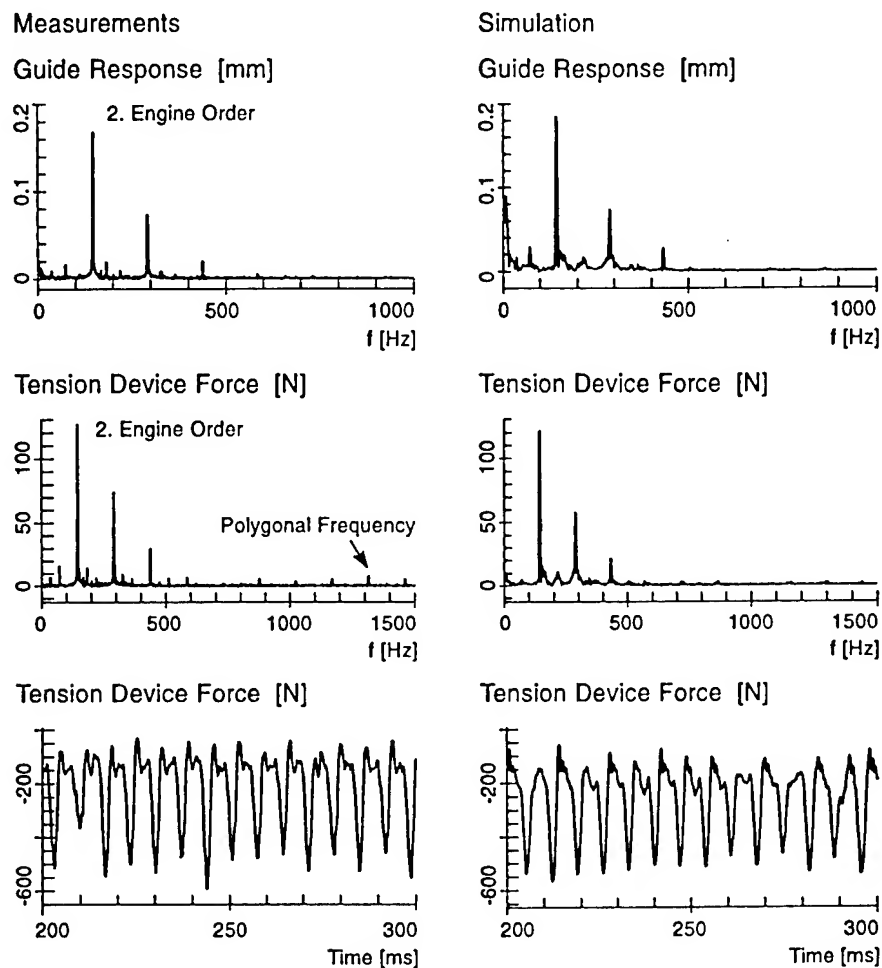 Measurements
Guide Response [mm]
0.2
0.1
0
2. Engine Order
0 500 1000
f [Hz]
Tension Device Force [N]
100
50
0
2. Engine Order
Polygonal Frequency
0 500 1000 1500
f [Hz]
Tension Device Force [N]
-200
-600
200 250 300
Time [ms]
Simulation
Guide Response [mm]
0.2
0.1
0
0 500 1000
f [Hz]
Tension Device Force [N]
100
50
0
0 500 1000 1500
f [Hz]
Tension Device Force [N]
-200
-600
200 250 300
Time [ms]